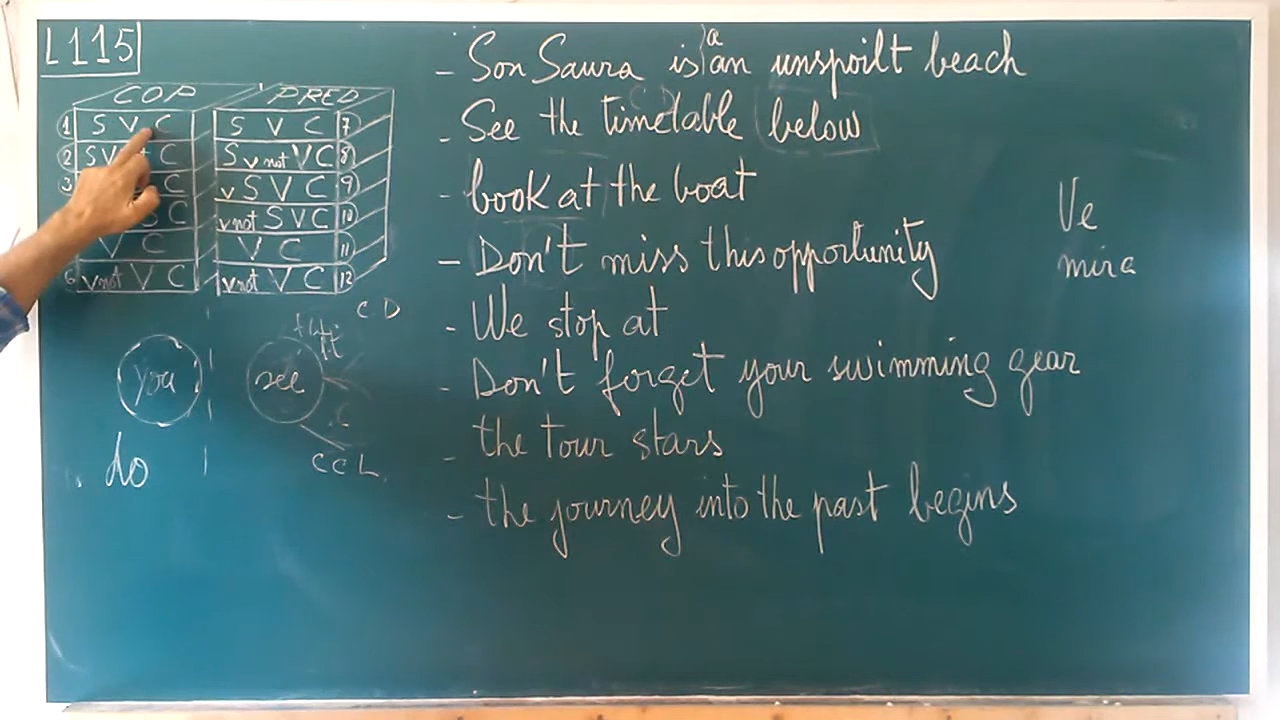 L115
COP PRED
1 S V C S V C 7
2 S V C S v not V C 8
3 C v S V C 9
S C v not S V C 10
V C V C 11
6 v not V C v not V C 12
C D
you see
CCL
do
- Son Saura is an unspoilt beach
a
- See the timetable below
- book at the boat
- Don't miss this opportunity
- We stop at
- Don't forget your swimming gear
- the tour stars
- the journey into the past begins
Ve
mira